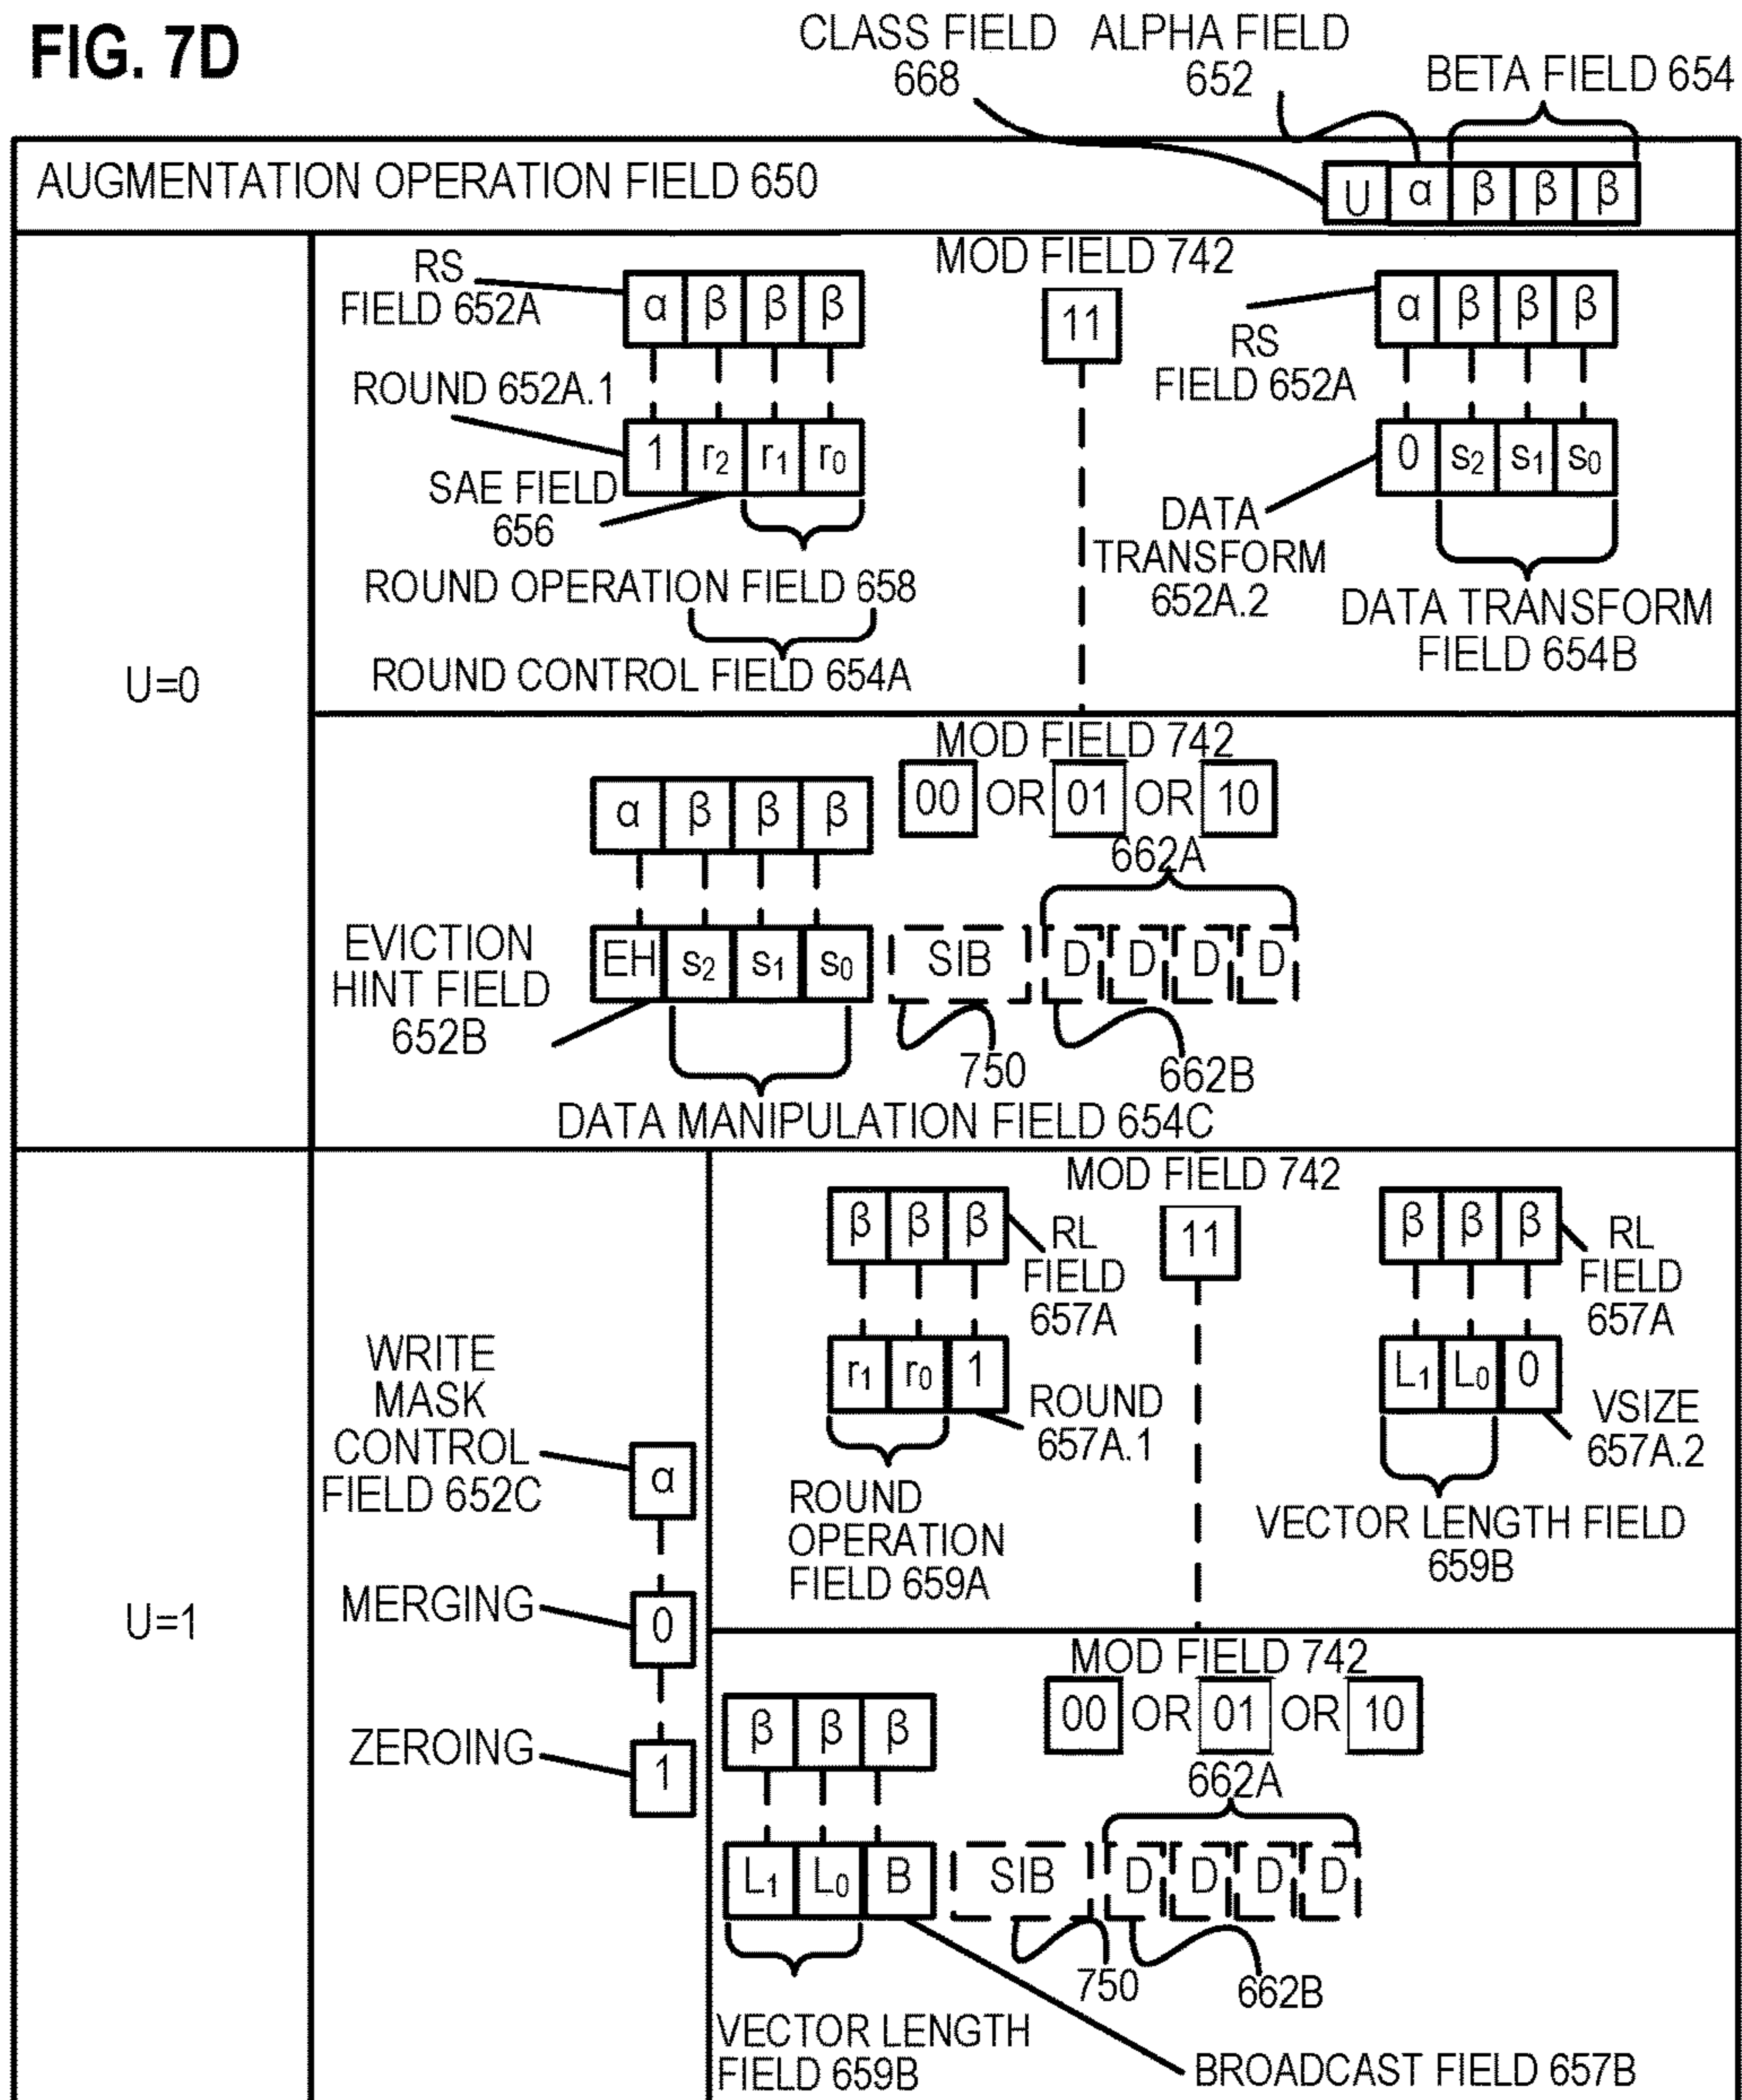 FIG. 7D
CLASS FIELD
668
ALPHA FIELD
652
BETA FIELD 654
AUGMENTATION OPERATION FIELD 650
U α β β β
U=0
RS
FIELD 652A
α β β β
ROUND 652A.1
1 r2 r1 r0
SAE FIELD
656
ROUND OPERATION FIELD 658
ROUND CONTROL FIELD 654A
MOD FIELD 742
11
α β β β
RS
FIELD 652A
0 s2 s1 s0
DATA
TRANSFORM
652A.2
DATA TRANSFORM
FIELD 654B
MOD FIELD 742
00 OR 01 OR 10
α β β β
662A
EVICTION
HINT FIELD
652B
EH s2 s1 s0 SIB D D D D
750
662B
DATA MANIPULATION FIELD 654C
U=1
WRITE
MASK
CONTROL
FIELD 652C
α
MERGING
0
ZEROING
1
MOD FIELD 742
11
β β β
RL
FIELD
657A
r1 r0 1
ROUND
657A.1
ROUND
OPERATION
FIELD 659A
β β β
RL
FIELD
657A
L1 L0 0
VSIZE
657A.2
VECTOR LENGTH FIELD
659B
MOD FIELD 742
00 OR 01 OR 10
β β β
662A
L1 L0 B SIB D D D D
750
662B
VECTOR LENGTH
FIELD 659B
BROADCAST FIELD 657B